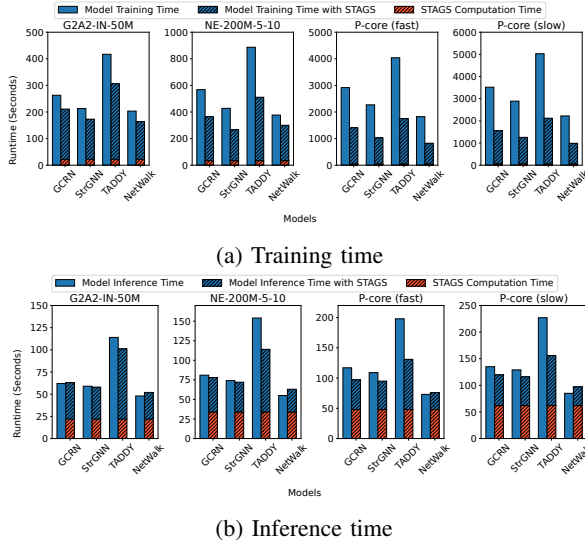 Model Training Time Model Training Time with STAGS STAGS Computation Time
G2A2-IN-50M NE-200M-5-10 P-core (fast) P-core (slow)
Runtime (Seconds)
500
400
300
200
100
0
GCRN StrGNN TADDY NetWalk
1000
800
600
400
200
0
GCRN StrGNN TADDY NetWalk
5000
4000
3000
2000
1000
0
GCRN StrGNN TADDY NetWalk
6000
5000
4000
3000
2000
1000
0
GCRN StrGNN TADDY NetWalk
Models
(a) Training time
Model Inference Time Model Inference Time with STAGS STAGS Computation Time
G2A2-IN-50M NE-200M-5-10 P-core (fast) P-core (slow)
Runtime (Seconds)
150
125
100
75
50
25
0
GCRN StrGNN TADDY NetWalk
150
125
100
75
50
25
0
GCRN StrGNN TADDY NetWalk
200
150
100
50
0
GCRN StrGNN TADDY NetWalk
250
200
150
100
50
0
GCRN StrGNN TADDY NetWalk
Models
(b) Inference time